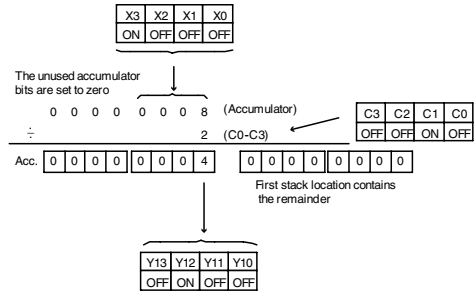 X3 X2 X1 X0
ON OFF OFF OFF
The unused accumulator
bits are set to zero
0 0 0 0 0 0 0 8 (Accumulator)
÷ 2 (C0-C3)
C3 C2 C1 C0
OFF OFF ON OFF
Acc. 0 0 0 0 0 0 0 4 0 0 0 0 0 0 0 0
First stack location contains
the remainder
Y13 Y12 Y11 Y10
OFF ON OFF OFF